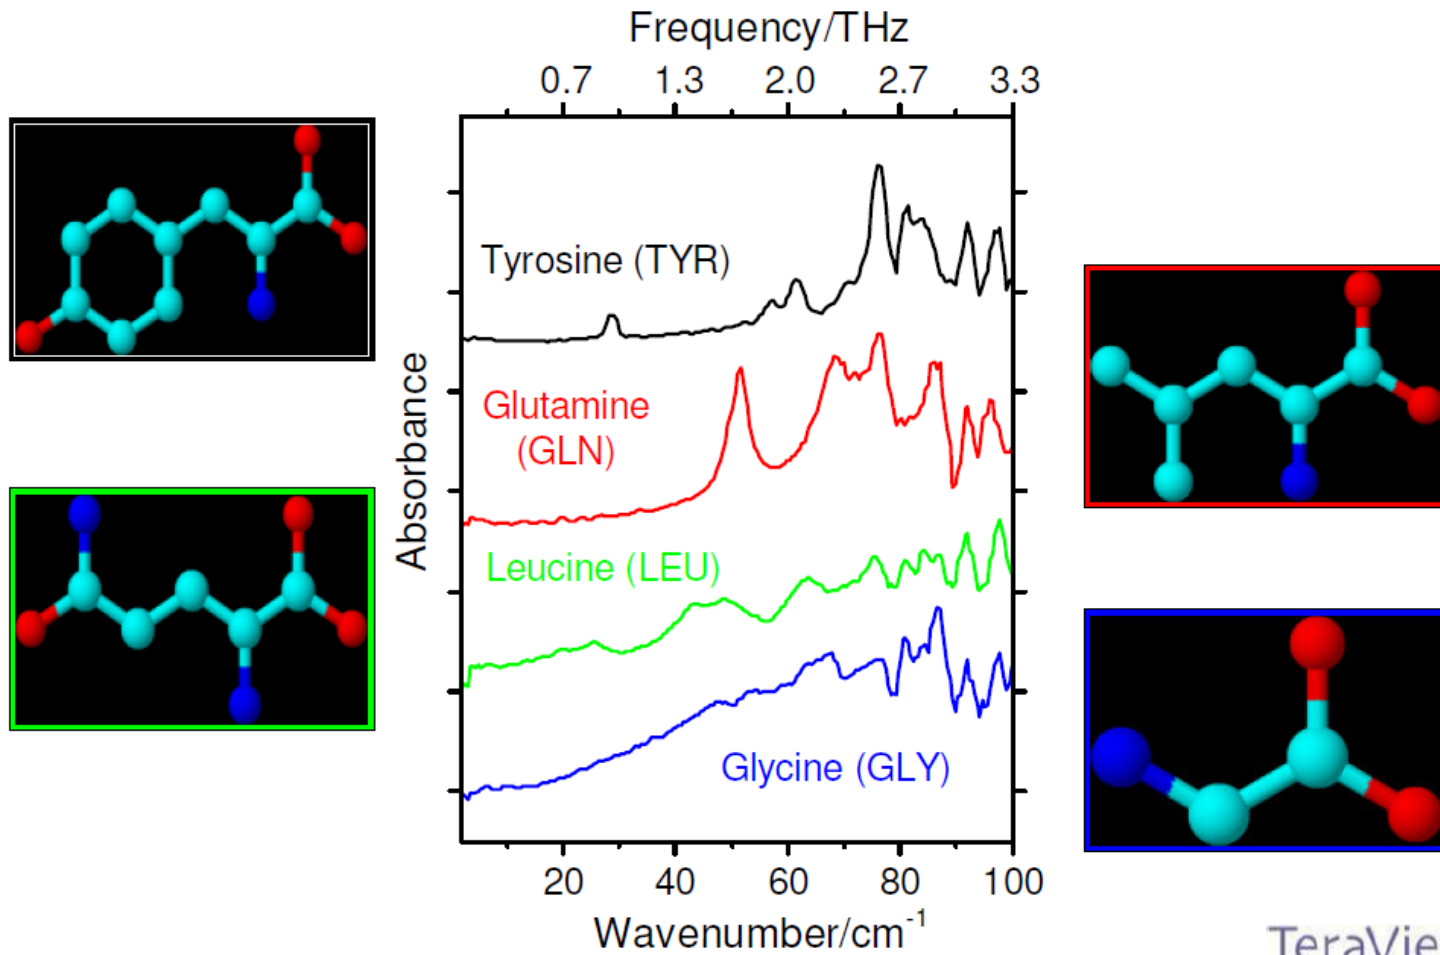 Frequency/THz
0.7 1.3 2.0 2.7 3.3
Tyrosine (TYR)
Glutamine
(GLN)
Leucine (LEU)
Glycine (GLY)
Absorbance
20 40 60 80 100
Wavenumber/cm⁻¹
TeraVie